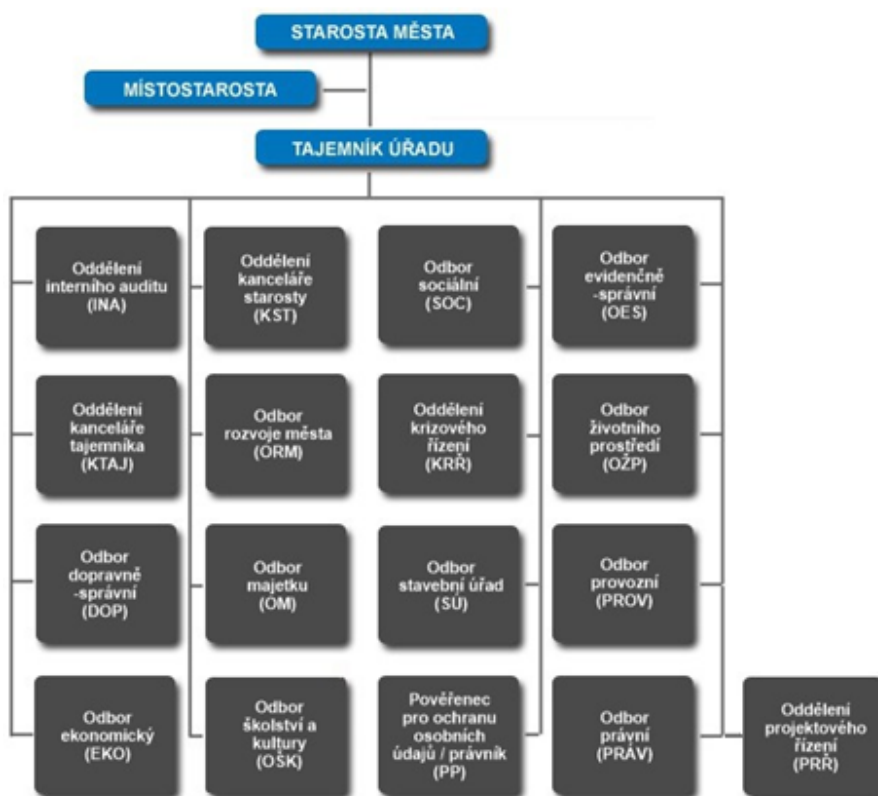 STAROSTA MĚSTA
MÍSTOSTAROSTA
TAJEMNÍK ÚŘADU
Oddělení
interního auditu
(INA)
Oddělení
kanceláře
starosty
(KST)
Odbor
sociální
(SOC)
Odbor
evidenčně
-správní
(OES)
Oddělení
kanceláře
tajemníka
(KTAJ)
Odbor
rozvoje města
(ORM)
Oddělení
krizového
řízení
(KRŘ)
Odbor
životního
prostředí
(OŽP)
Odbor
dopravně
-správní
(DOP)
Odbor
majetku
(OM)
Odbor
stavební úřad
(SÚ)
Odbor
provozní
(PROV)
Odbor
ekonomický
(EKO)
Odbor
školství a
kultury
(OŠK)
Pověřenec
pro ochranu
osobních
údajů / právník
(PP)
Odbor
právní
(PRÁV)
Oddělení
projektového
řízení
(PRŘ)